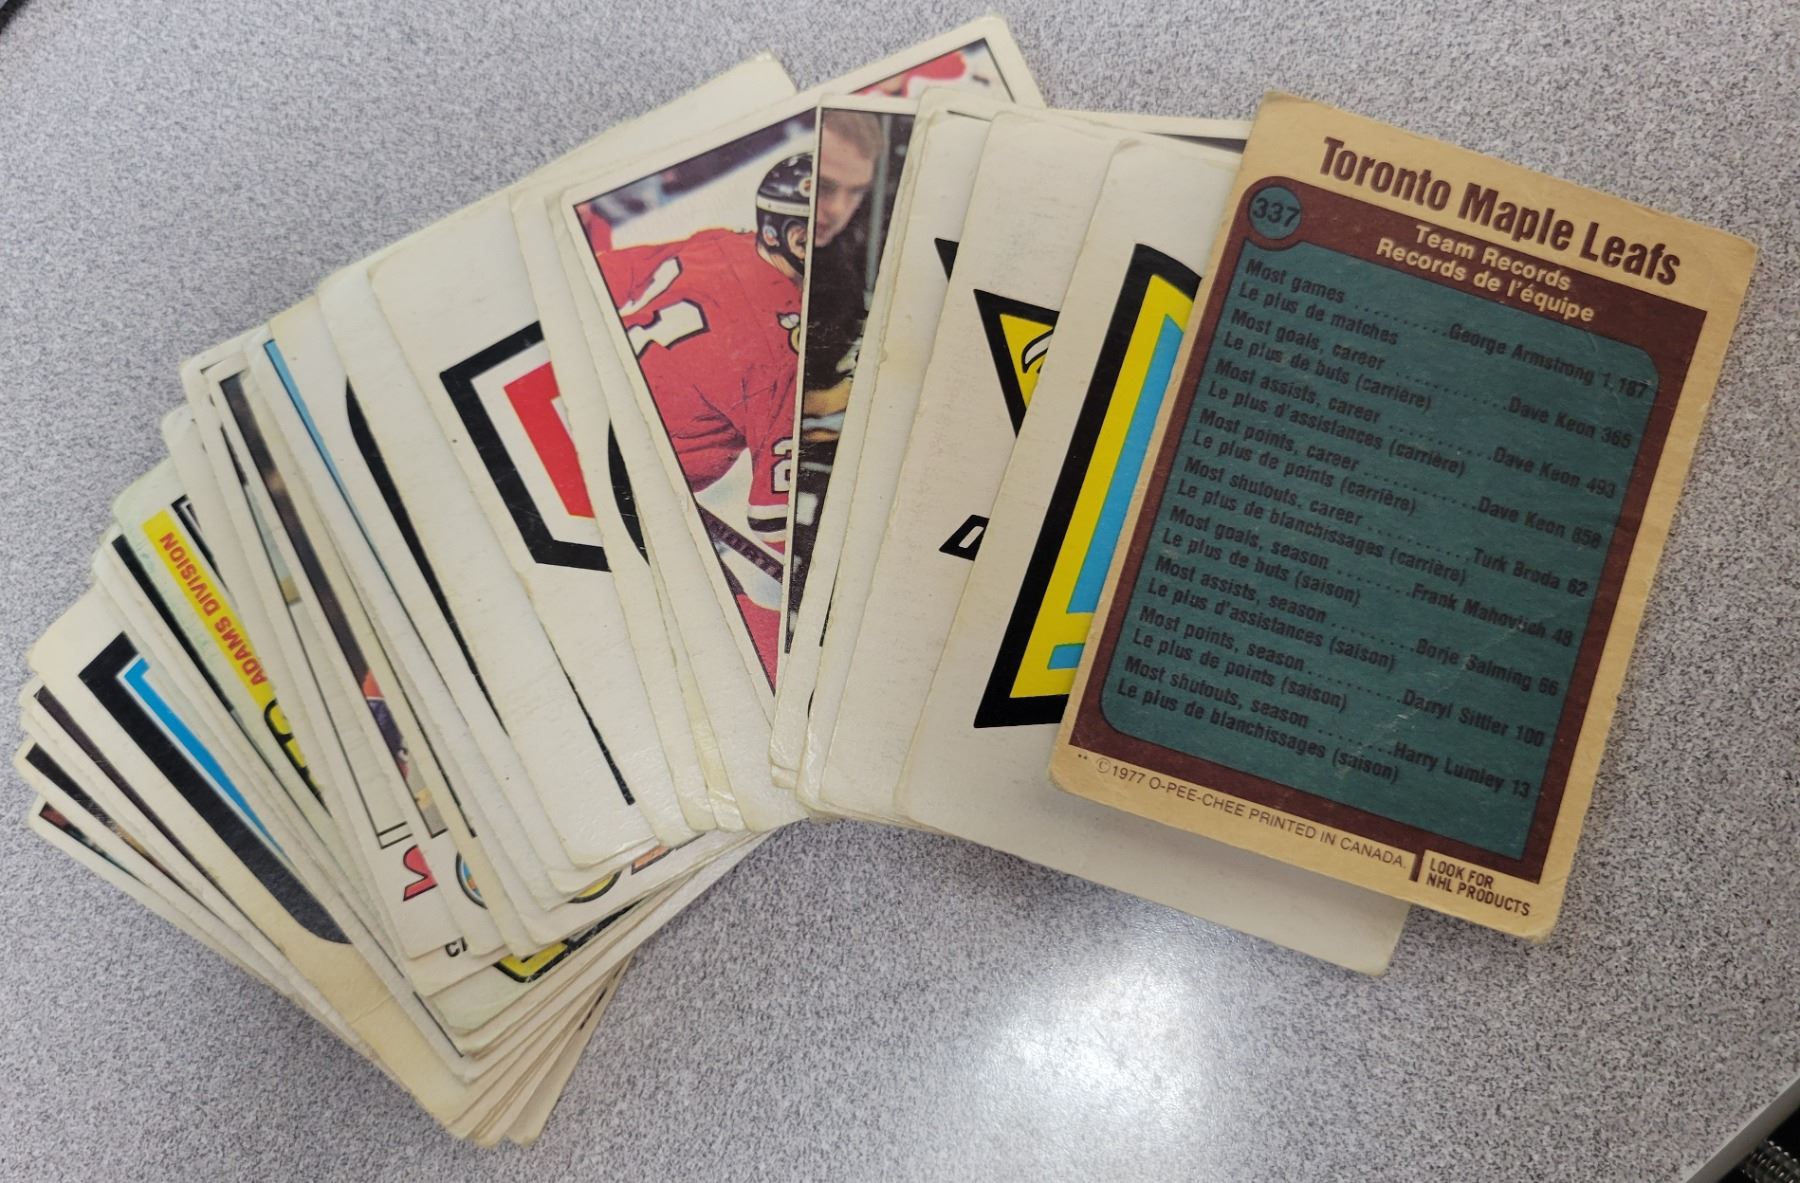 Toronto Maple Leafs
337
Team Records
Records de l'équipe
Most games ..........George Armstrong 1,187
Le plus de matches
Most goals, career ..........Dave Keon 365
Le plus de buts (carrière)
Most assists, career ..........Dave Keon 493
Le plus d'assistances (carrière)
Most points, career ..........Dave Keon 858
Le plus de points (carrière)
Most shutouts, career ..........Turk Broda 62
Le plus de blanchissages (carrière)
Most goals, season ..........Frank Mahovlich 48
Le plus de buts (saison)
Most assists, season ..........Borje Salming 66
Le plus d'assistances (saison)
Most points, season ..........Darryl Sittler 100
Le plus de points (saison)
Most shutouts, season ..........Harry Lumley 13
Le plus de blanchissages (saison)
** ©1977 O-PEE-CHEE PRINTED IN CANADA.
LOOK FOR
NHL PRODUCTS
ADAMS DIVISION